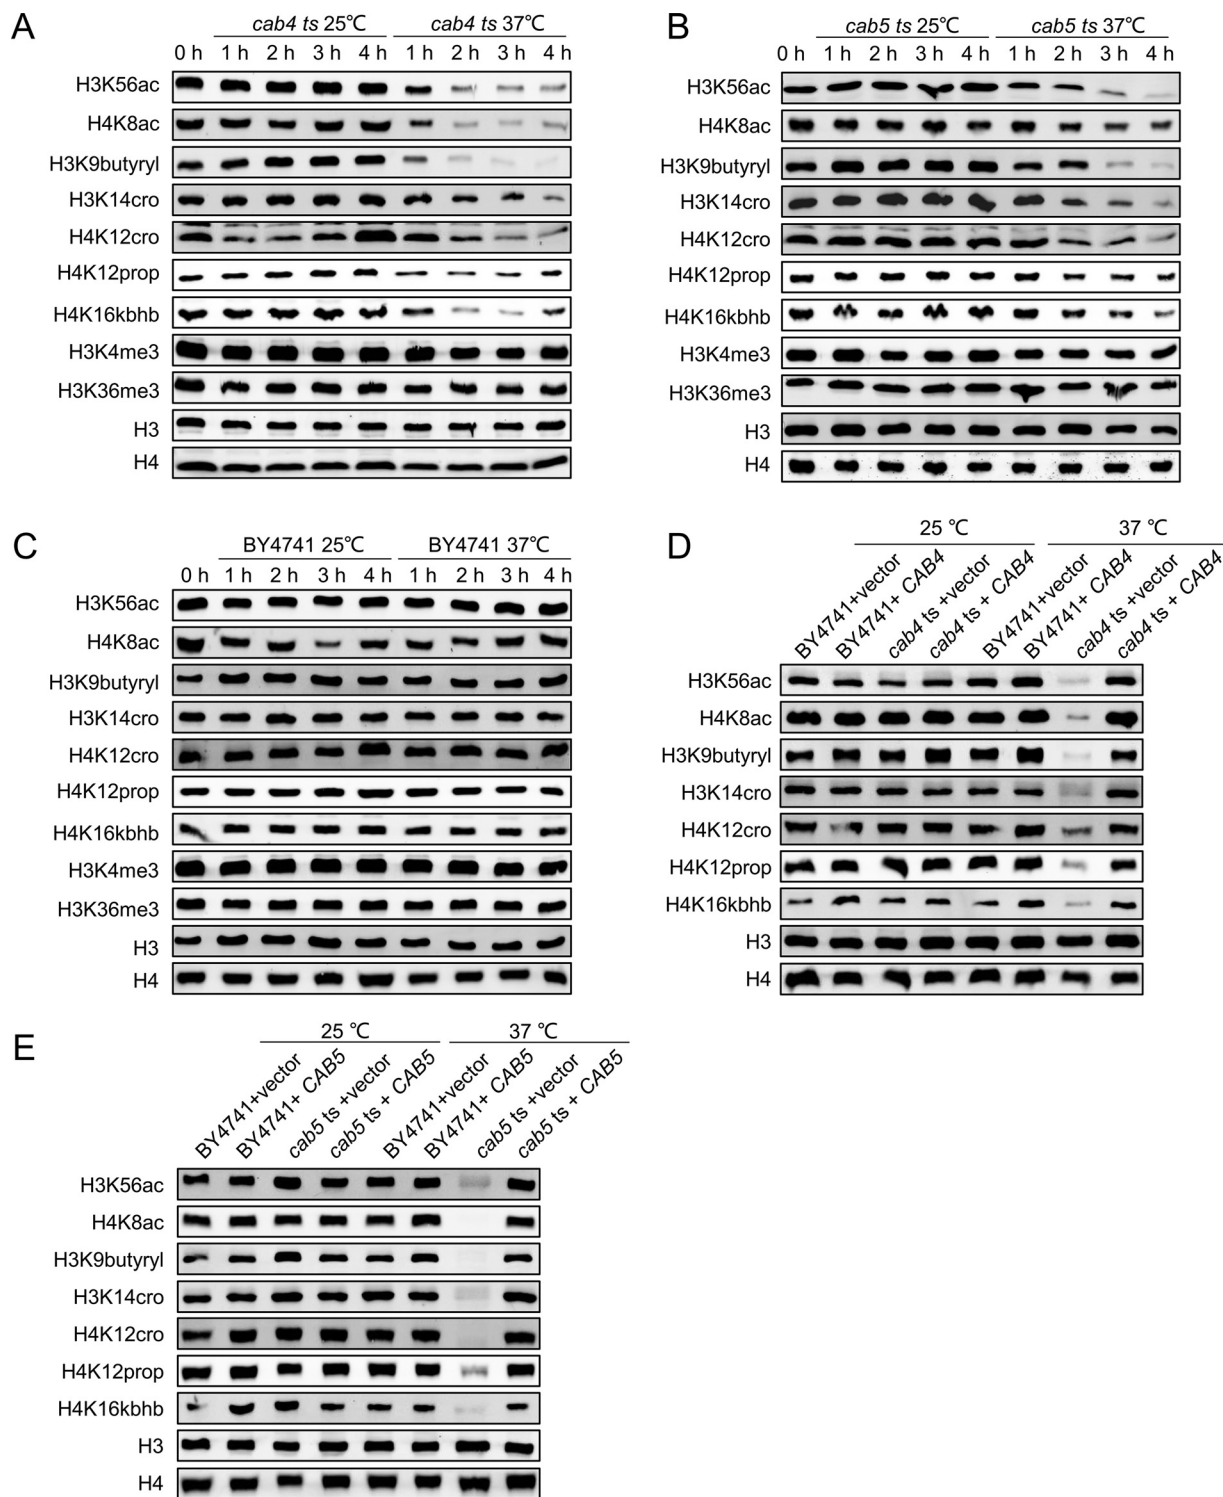 A
cab4 ts 25℃ cab4 ts 37℃
0 h 1 h 2 h 3 h 4 h 1 h 2 h 3 h 4 h
H3K56ac
H4K8ac
H3K9butyryl
H3K14cro
H4K12cro
H4K12prop
H4K16kbhb
H3K4me3
H3K36me3
H3
H4
B
cab5 ts 25℃ cab5 ts 37℃
0 h 1 h 2 h 3 h 4 h 1 h 2 h 3 h 4 h
H3K56ac
H4K8ac
H3K9butyryl
H3K14cro
H4K12cro
H4K12prop
H4K16kbhb
H3K4me3
H3K36me3
H3
H4
C
BY4741 25℃ BY4741 37℃
0 h 1 h 2 h 3 h 4 h 1 h 2 h 3 h 4 h
H3K56ac
H4K8ac
H3K9butyryl
H3K14cro
H4K12cro
H4K12prop
H4K16kbhb
H3K4me3
H3K36me3
H3
H4
D
25 ℃ 37 ℃
BY4741+vector
BY4741+ CAB4
cab4 ts +vector
cab4 ts + CAB4
BY4741+vector
BY4741+ CAB4
cab4 ts +vector
cab4 ts + CAB4
H3K56ac
H4K8ac
H3K9butyryl
H3K14cro
H4K12cro
H4K12prop
H4K16kbhb
H3
H4
E
25 ℃ 37 ℃
BY4741+vector
BY4741+ CAB5
cab5 ts +vector
cab5 ts + CAB5
BY4741+vector
BY4741+ CAB5
cab5 ts +vector
cab5 ts + CAB5
H3K56ac
H4K8ac
H3K9butyryl
H3K14cro
H4K12cro
H4K12prop
H4K16kbhb
H3
H4